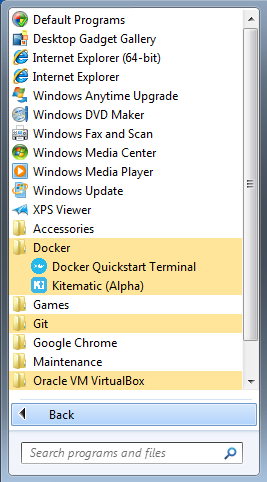 Default Programs
Desktop Gadget Gallery
Internet Explorer (64-bit)
Internet Explorer
Windows Anytime Upgrade
Windows DVD Maker
Windows Fax and Scan
Windows Media Center
Windows Media Player
Windows Update
XPS Viewer
Accessories
Docker
Docker Quickstart Terminal
Kitematic (Alpha)
Games
Git
Google Chrome
Maintenance
Oracle VM VirtualBox
Back
Search programs and files